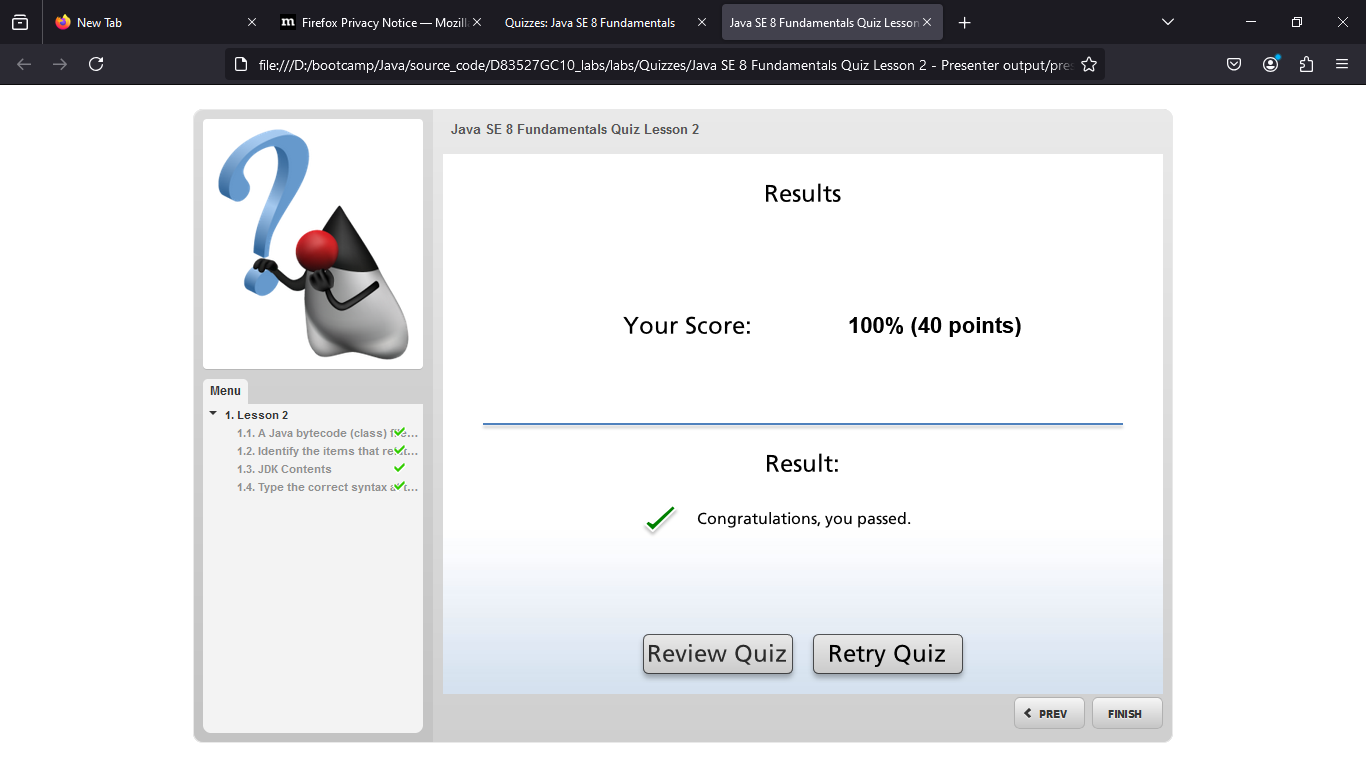 New Tab
m Firefox Privacy Notice — Mozill
Quizzes: Java SE 8 Fundamentals
Java SE 8 Fundamentals Quiz Lesson
file:///D:/bootcamp/Java/source_code/D83527GC10_labs/labs/Quizzes/Java SE 8 Fundamentals Quiz Lesson 2 - Presenter output/pres
Java SE 8 Fundamentals Quiz Lesson 2
Results
Your Score: 100% (40 points)
Result:
Congratulations, you passed.
Review Quiz Retry Quiz
Menu
1. Lesson 2
1.1. A Java bytecode (class) ...
1.2. Identify the items that ...
1.3. JDK Contents
1.4. Type the correct syntax ...
PREV FINISH